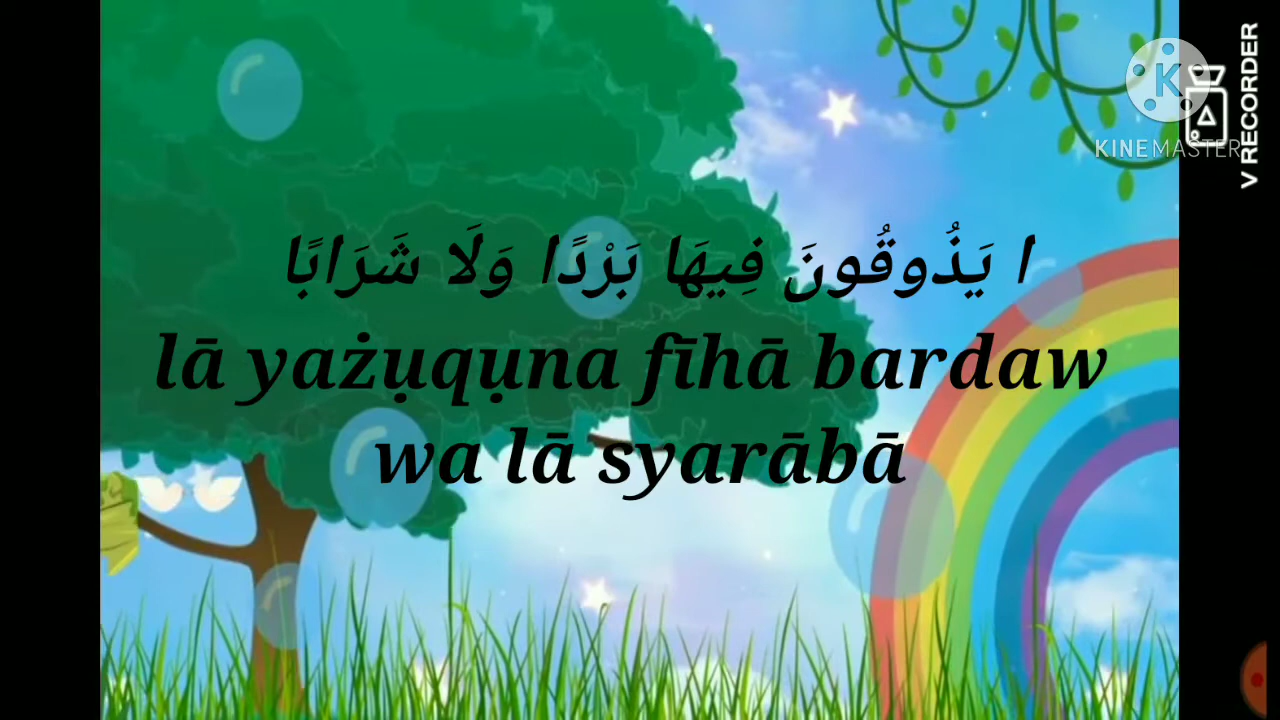 ا يَذُوقُونَ فِيهَا بَرْدًا وَلَا شَرَابًا
lā yażụqụna fīhā bardaw
wa lā syarābā
KINEMASTER
V RECORDER